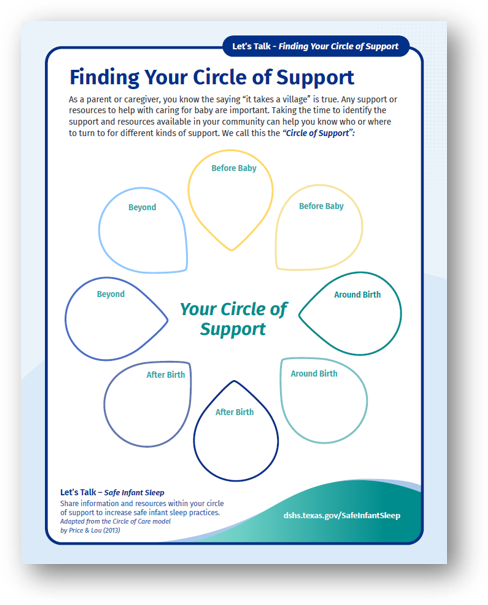 Let's Talk - Finding Your Circle of Support
Finding Your Circle of Support
As a parent or caregiver, you know the saying "it takes a village" is true. Any support or
resources to help with caring for baby are important. Taking the time to identify the
support and resources available in your community can help you know who or where
to turn to for different kinds of support. We call this the "Circle of Support":
Before Baby
Before Baby
Beyond
Around Birth
Beyond
Your Circle of
Support
Around Birth
After Birth
After Birth
Let's Talk – Safe Infant Sleep
Share information and resources within your circle
of support to increase safe infant sleep practices.
Adapted from the Circle of Care model
by Price & Lou (2013)
dshs.texas.gov/SafeInfantSleep